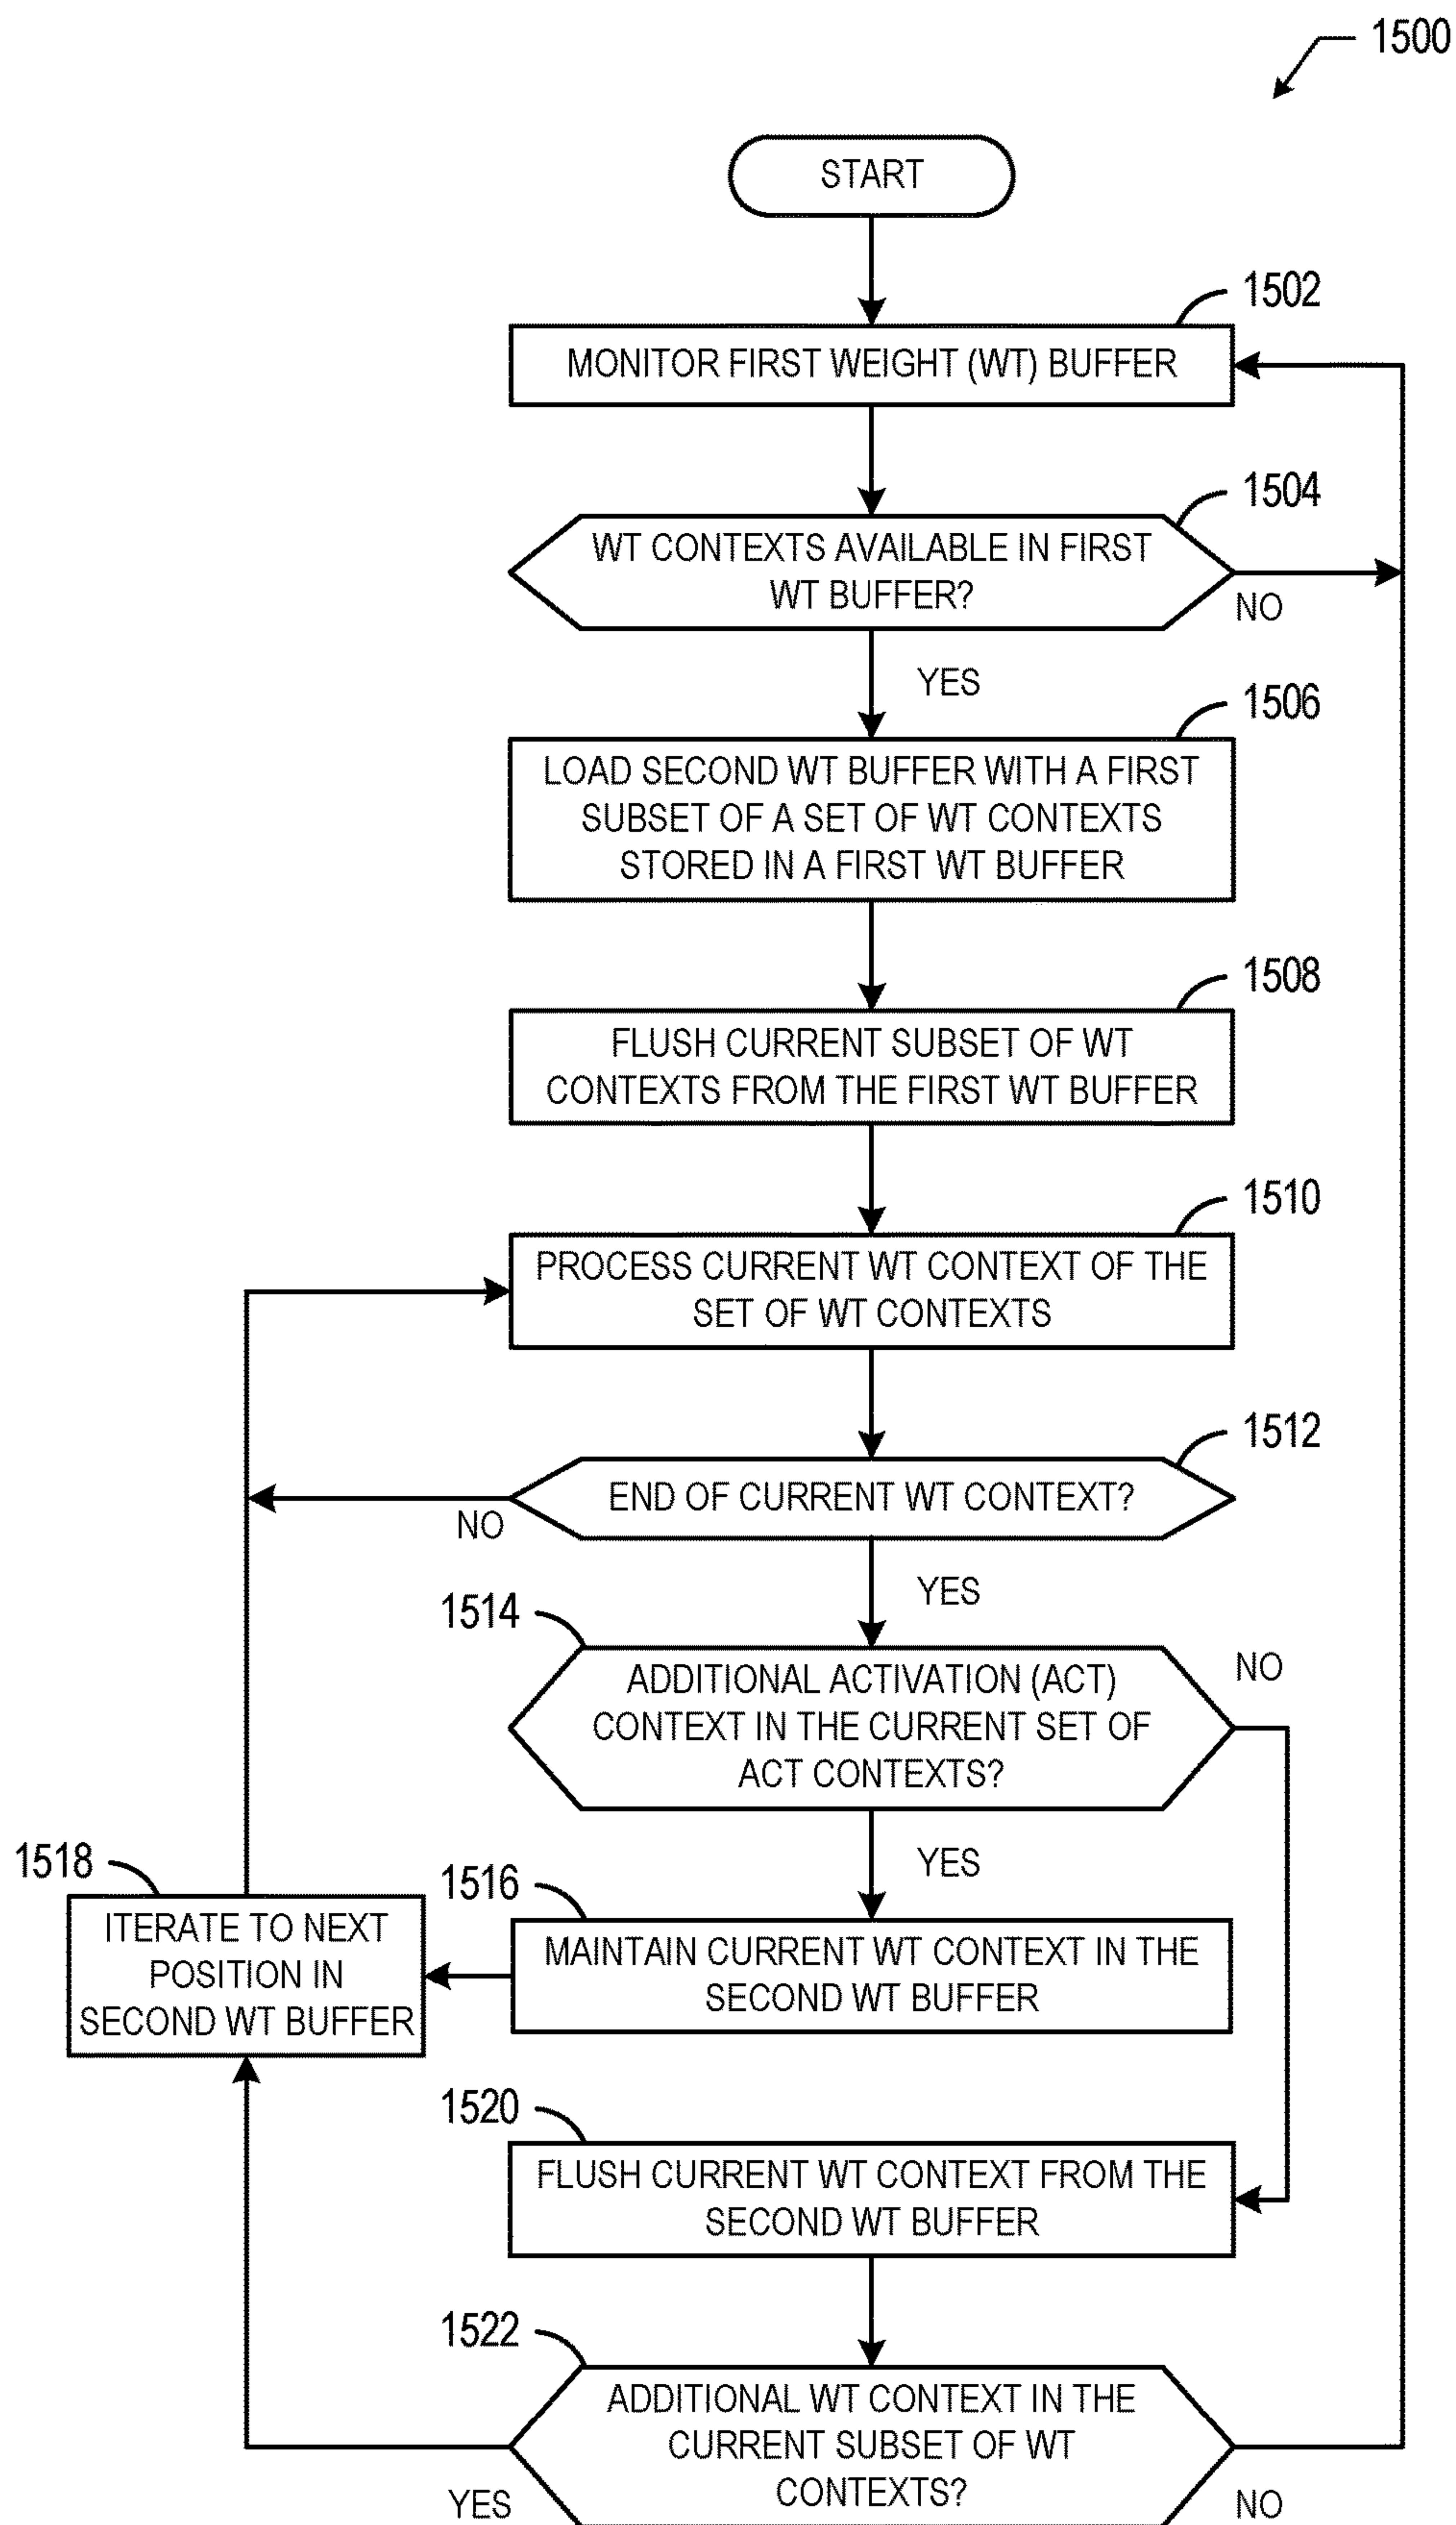 1500
START
1502
MONITOR FIRST WEIGHT (WT) BUFFER
1504
WT CONTEXTS AVAILABLE IN FIRST
WT BUFFER?
NO
YES
1506
LOAD SECOND WT BUFFER WITH A FIRST
SUBSET OF A SET OF WT CONTEXTS
STORED IN A FIRST WT BUFFER
1508
FLUSH CURRENT SUBSET OF WT
CONTEXTS FROM THE FIRST WT BUFFER
1510
PROCESS CURRENT WT CONTEXT OF THE
SET OF WT CONTEXTS
1512
END OF CURRENT WT CONTEXT?
NO
YES
1514
ADDITIONAL ACTIVATION (ACT)
CONTEXT IN THE CURRENT SET OF
ACT CONTEXTS?
NO
YES
1516
MAINTAIN CURRENT WT CONTEXT IN THE
SECOND WT BUFFER
1518
ITERATE TO NEXT
POSITION IN
SECOND WT BUFFER
1520
FLUSH CURRENT WT CONTEXT FROM THE
SECOND WT BUFFER
1522
ADDITIONAL WT CONTEXT IN THE
CURRENT SUBSET OF WT
CONTEXTS?
YES
NO